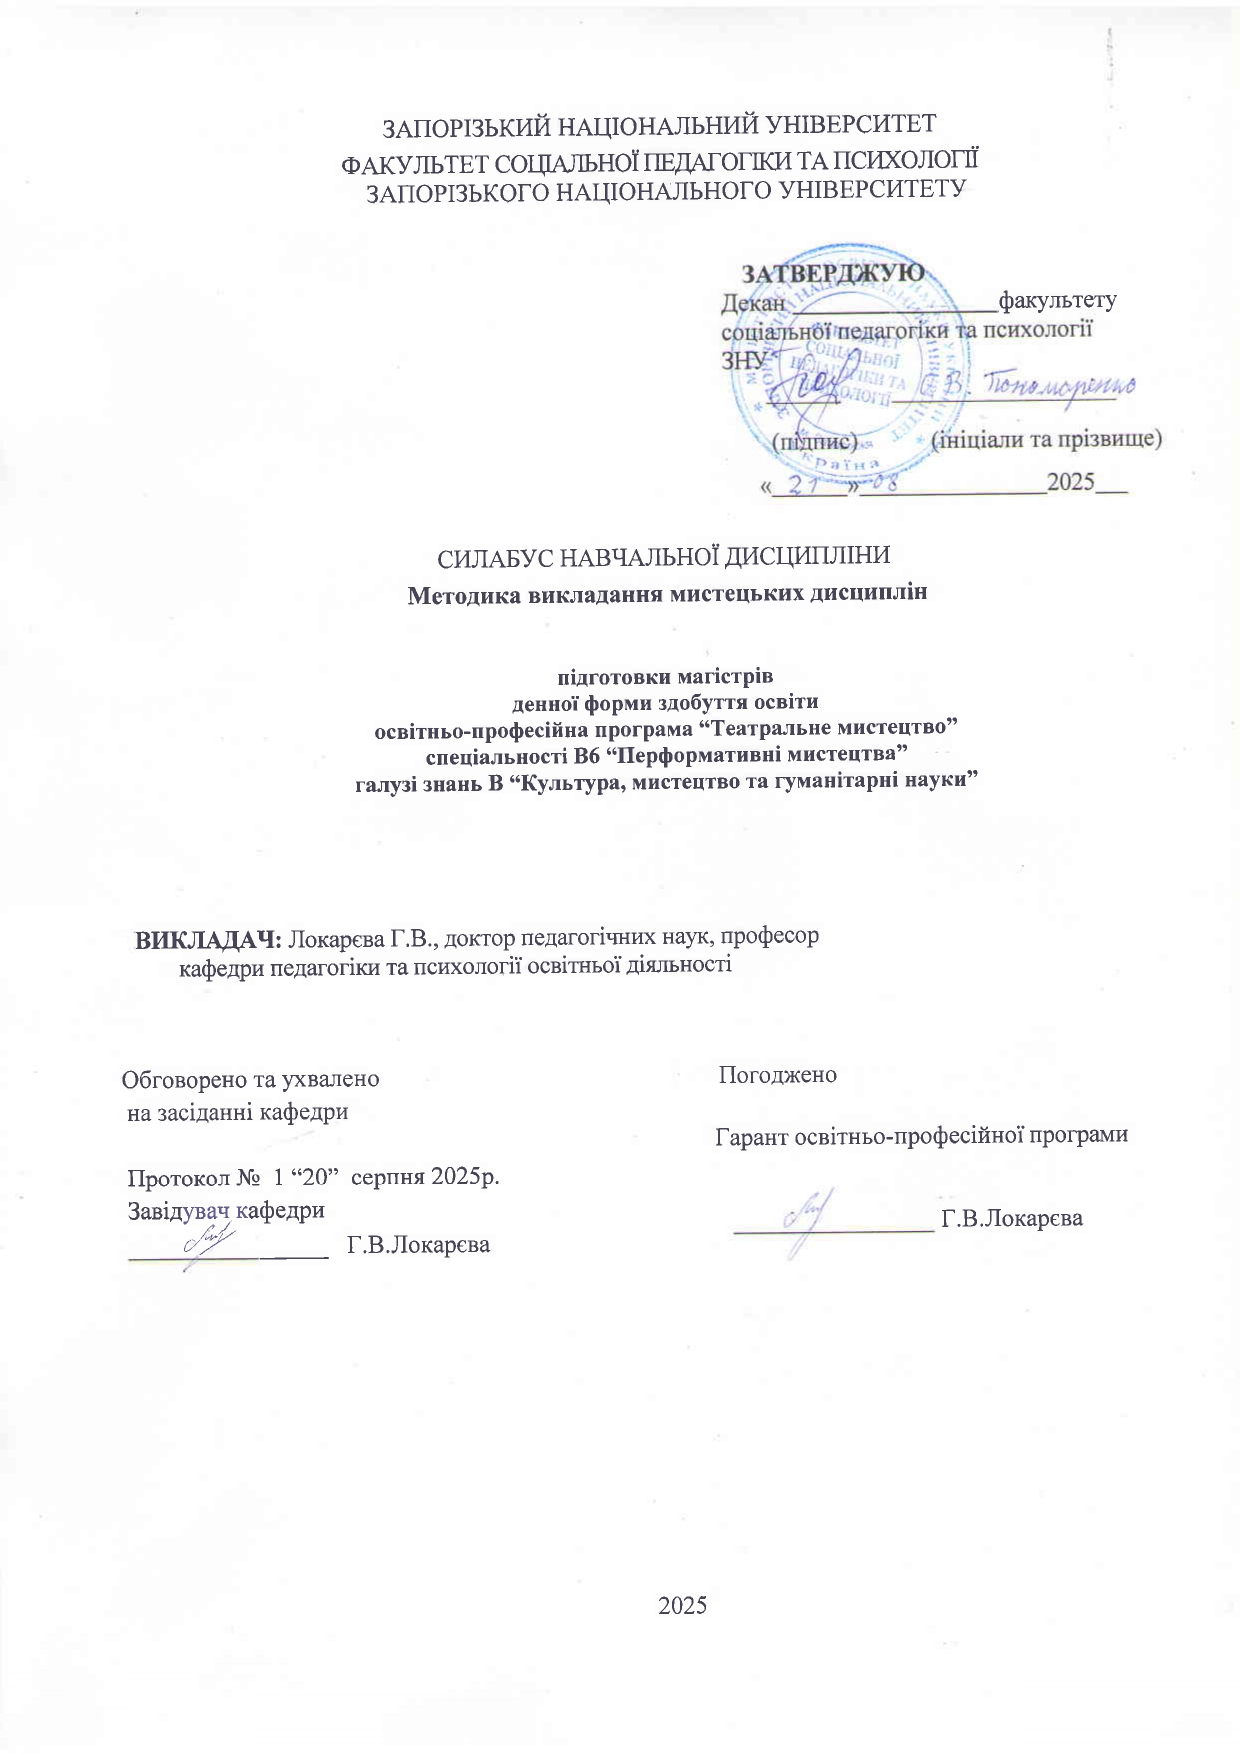 ЗАПОРІЗЬКИЙ НАЦІОНАЛЬНИЙ УНІВЕРСИТЕТ
ФАКУЛЬТЕТ СОЦІАЛЬНОЇ ПЕДАГОГІКИ ТА ПСИХОЛОГІЇ
ЗАПОРІЗЬКОГО НАЦІОНАЛЬНОГО УНІВЕРСИТЕТУ
ЗАТВЕРДЖУЮ
Декан _________________факультету
соціальної педагогіки та психології
ЗНУ
С.В. Пономаренко
(підпис) (ініціали та прізвище)
« 21 » 08 2025___
СИЛАБУС НАВЧАЛЬНОЇ ДИСЦИПЛІНИ
Методика викладання мистецьких дисциплін
підготовки магістрів
денної форми здобуття освіти
освітньо-професійна програма “Театральне мистецтво”
спеціальності В6 “Перформативні мистецтва”
галузі знань В “Культура, мистецтво та гуманітарні науки”
ВИКЛАДАЧ: Локарєва Г.В., доктор педагогічних наук, професор
кафедри педагогіки та психології освітньої діяльності
Обговорено та ухвалено
на засіданні кафедри
Протокол № 1 “20” серпня 2025р.
Завідувач кафедри
________________ Г.В.Локарєва
Погоджено
Гарант освітньо-професійної програми
________________ Г.В.Локарєва
2025